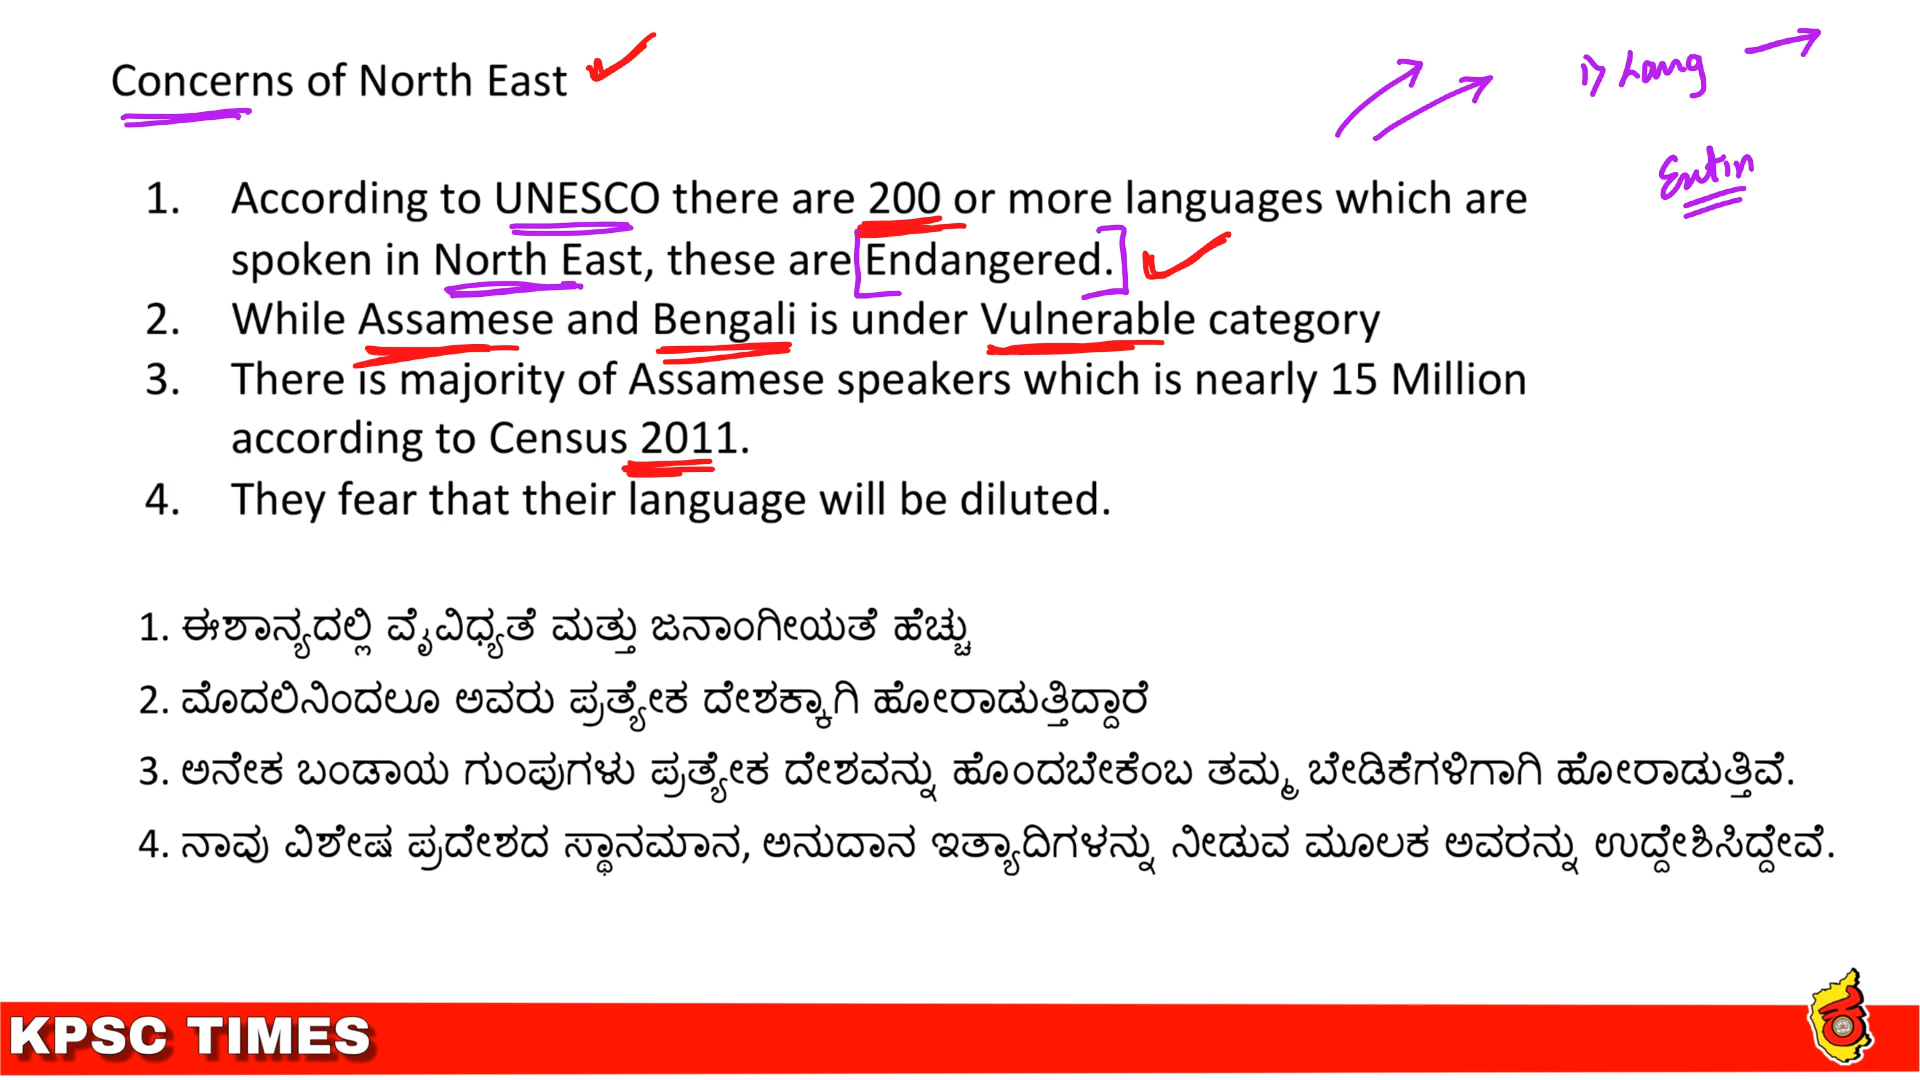 Concerns of North East
1) Lang
1. According to UNESCO there are 200 or more languages which are
spoken in North East, these are Endangered.
2. While Assamese and Bengali is under Vulnerable category
3. There is majority of Assamese speakers which is nearly 15 Million
according to Census 2011.
4. They fear that their language will be diluted.
1. ಈಶಾನ್ಯದಲ್ಲಿ ವೈವಿಧ್ಯತೆ ಮತ್ತು ಜನಾಂಗೀಯತೆ ಹೆಚ್ಚು
2. ಮೊದಲಿನಿಂದಲೂ ಅವರು ಪ್ರತ್ಯೇಕ ದೇಶಕ್ಕಾಗಿ ಹೋರಾಡುತ್ತಿದ್ದಾರೆ
3. ಅನೇಕ ಬಂಡಾಯ ಗುಂಪುಗಳು ಪ್ರತ್ಯೇಕ ದೇಶವನ್ನು ಹೊಂದಬೇಕೆಂಬ ತಮ್ಮ ಬೇಡಿಕೆಗಳಿಗಾಗಿ ಹೋರಾಡುತ್ತಿವೆ.
4. ನಾವು ವಿಶೇಷ ಪ್ರದೇಶದ ಸ್ಥಾನಮಾನ, ಅನುದಾನ ಇತ್ಯಾದಿಗಳನ್ನು ನೀಡುವ ಮೂಲಕ ಅವರನ್ನು ಉದ್ದೇಶಿಸಿದ್ದೇವೆ.
KPSC TIMES